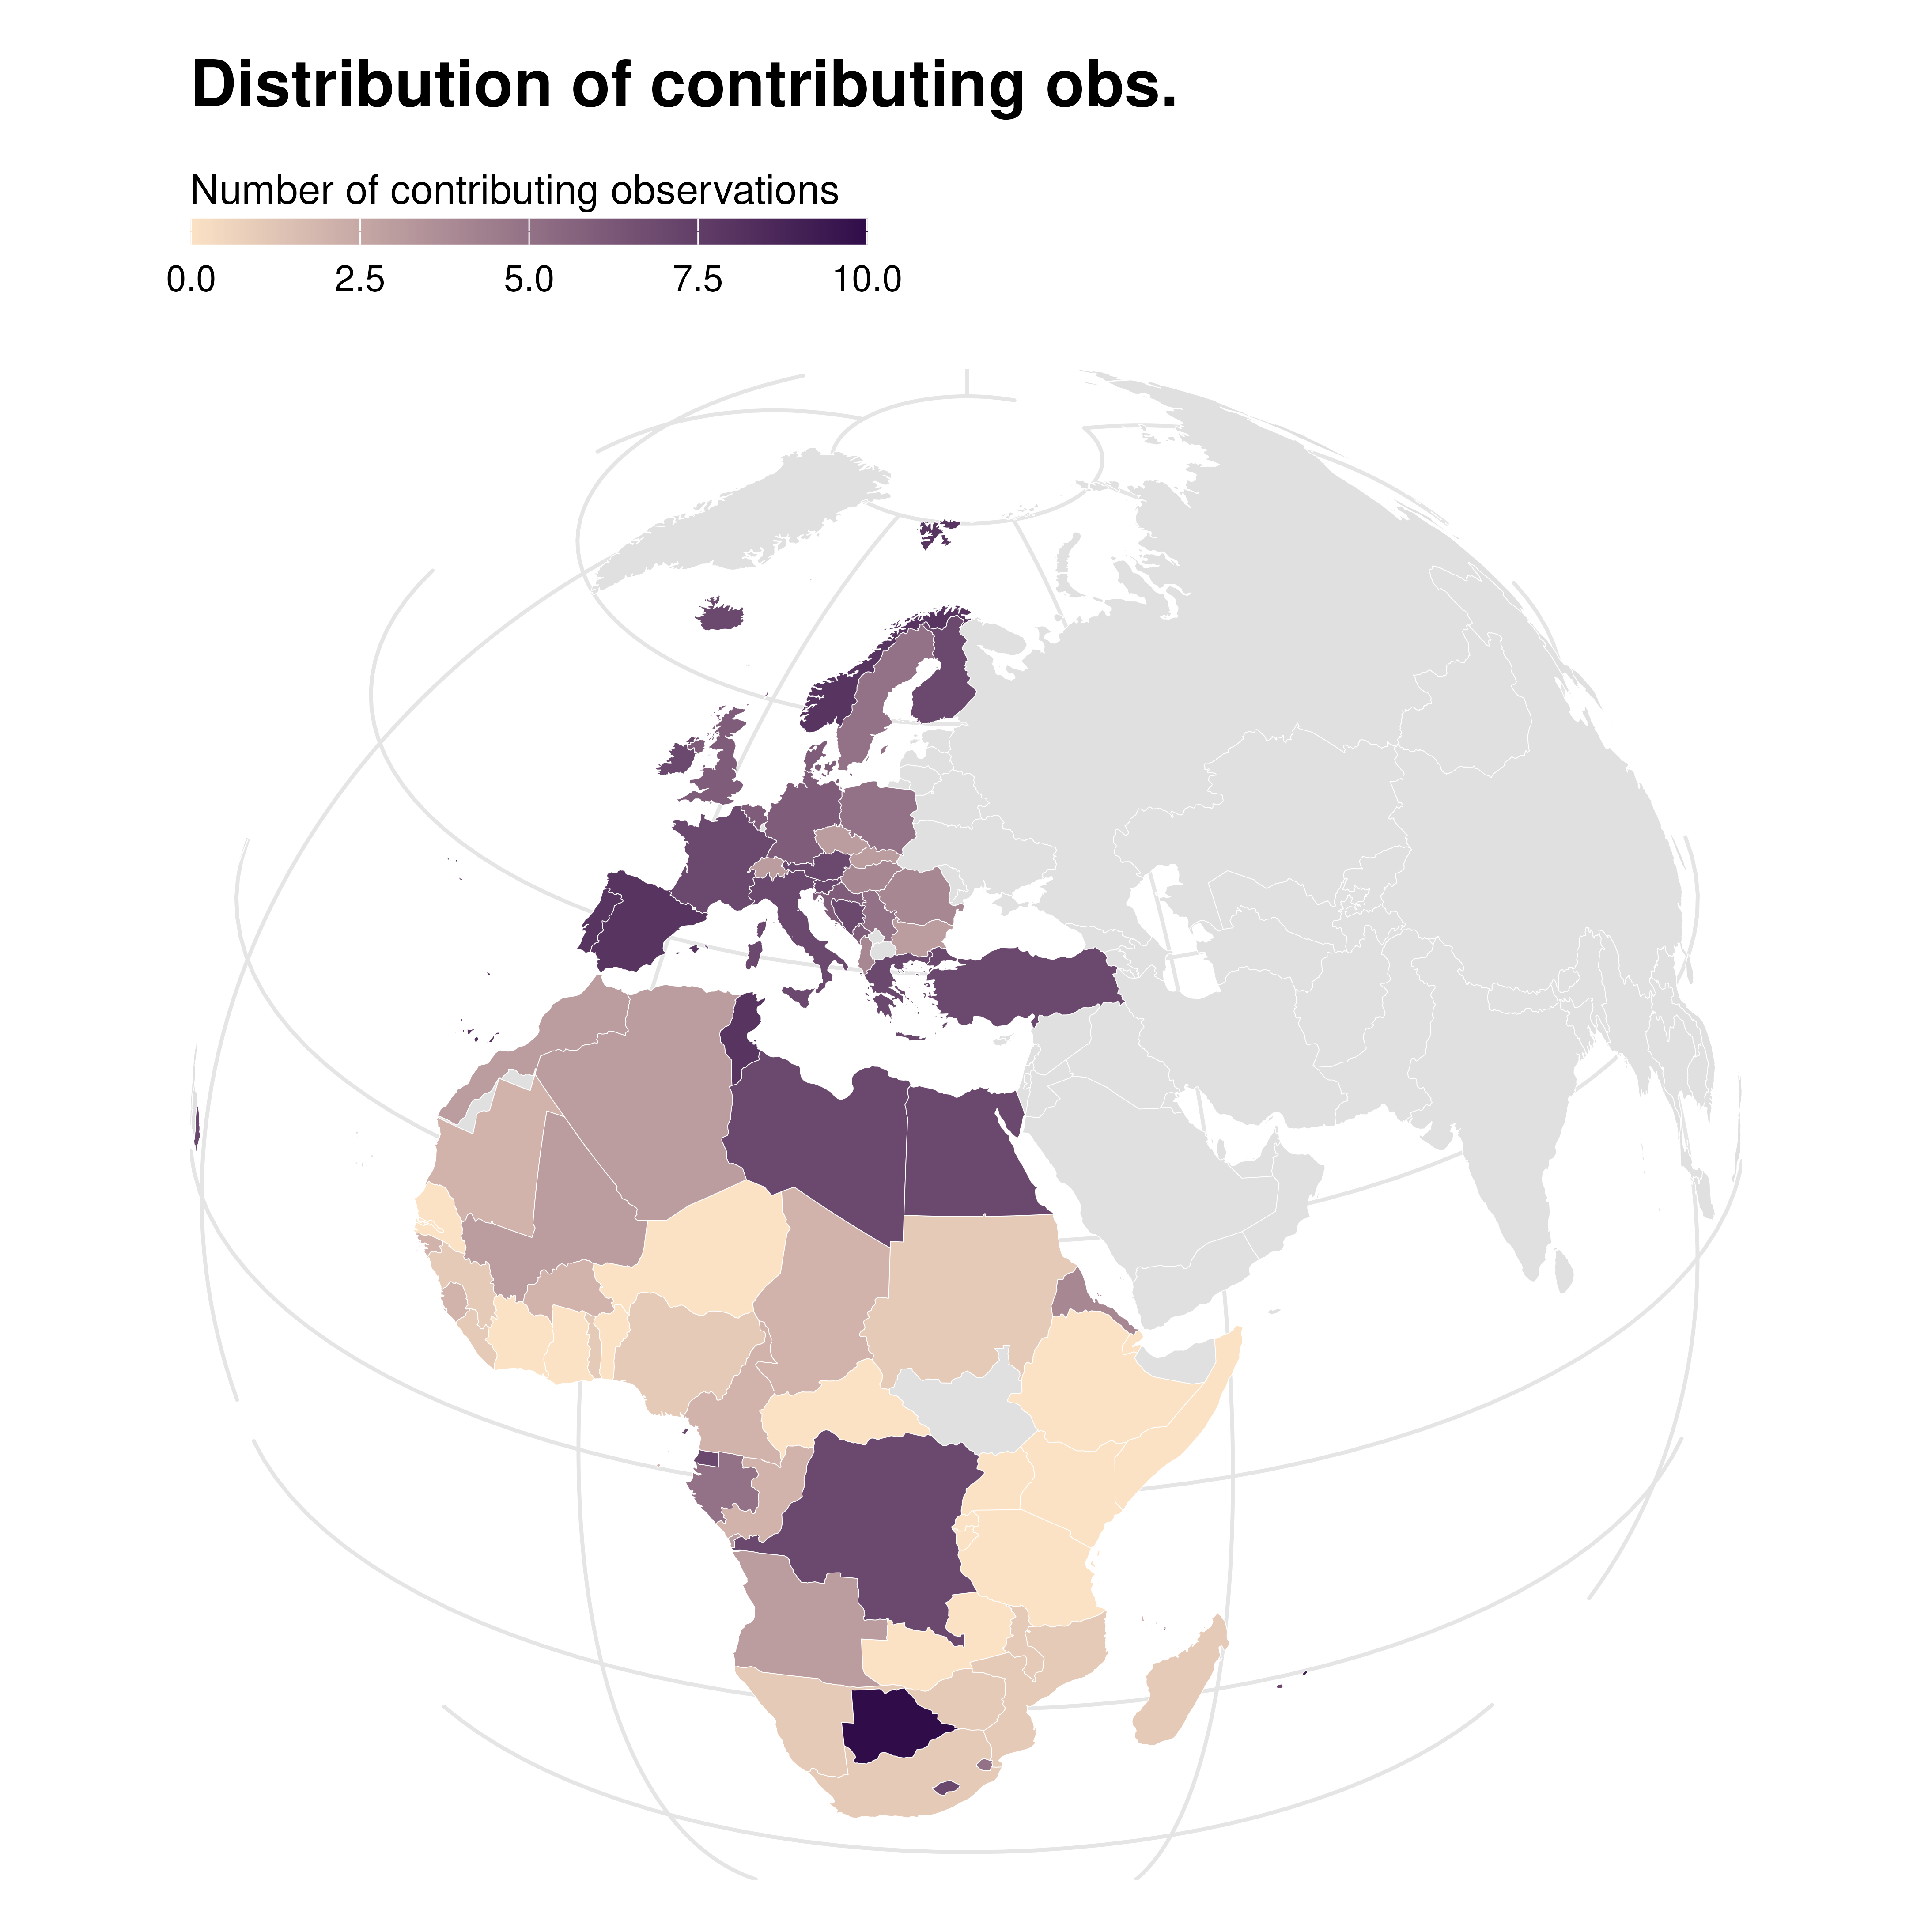 Distribution of contributing obs.
Number of contributing observations
0.0 2.5 5.0 7.5 10.0